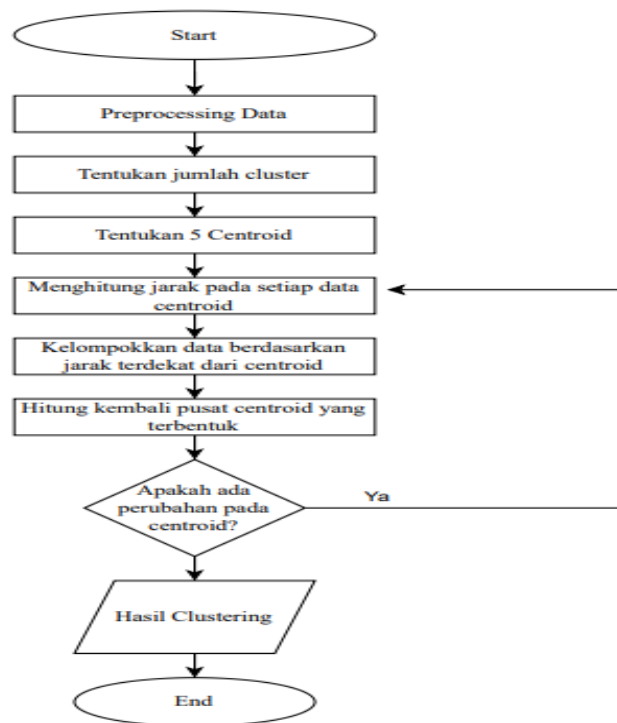 Start
Preprocessing Data
Tentukan jumlah cluster
Tentukan 5 Centroid
Menghitung jarak pada setiap data
centroid
Kelompokkan data berdasarkan
jarak terdekat dari centroid
Hitung kembali pusat centroid yang
terbentuk
Apakah ada
perubahan pada
centroid?
Ya
Hasil Clustering
End